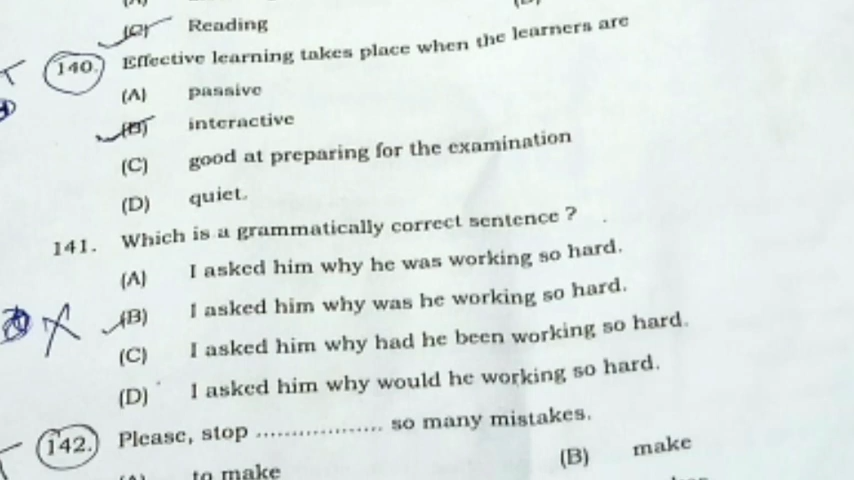 (C) Reading
140. Effective learning takes place when the learners are
(A) passive
(B) interactive
(C) good at preparing for the examination
(D) quiet.
141. Which is a grammatically correct sentence ?
(A) I asked him why he was working so hard.
(B) I asked him why was he working so hard.
(C) I asked him why had he been working so hard.
(D) I asked him why would he working so hard.
142. Please, stop .................. so many mistakes.
(A) to make (B) make